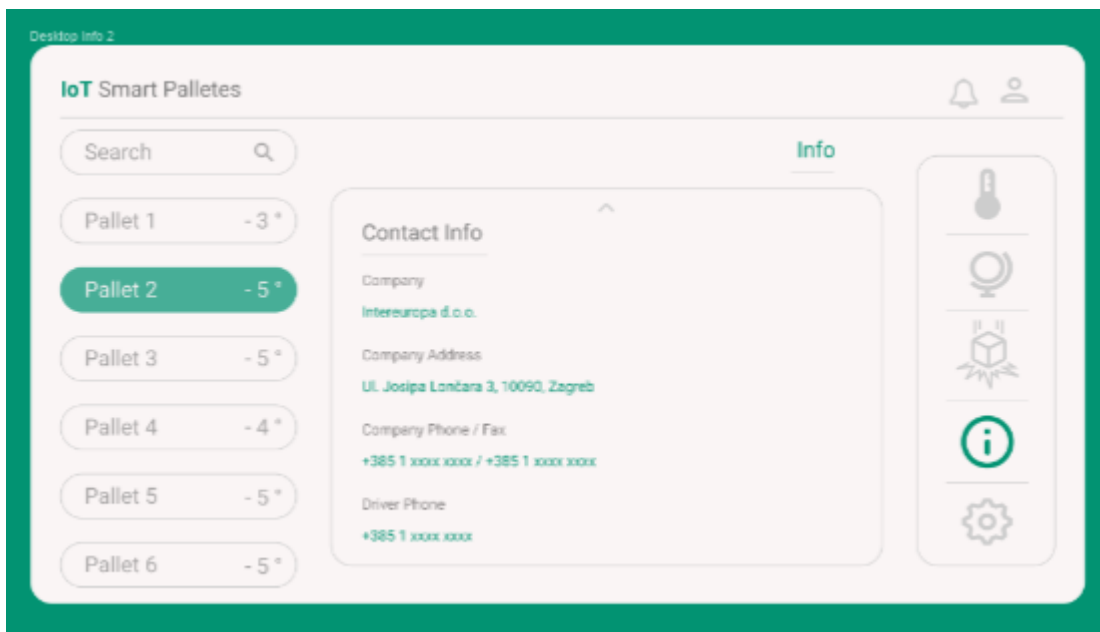 Desktop Info 2
IoT Smart Palletes
Search
Info
Pallet 1 - 3 °
Pallet 2 - 5 °
Pallet 3 - 5 °
Pallet 4 - 4 °
Pallet 5 - 5 °
Pallet 6 - 5 °
Contact Info
Company
Intereuropa d.o.o.
Company Address
Ul. Josipa Lončara 3, 10090, Zagreb
Company Phone / Fax
+385 1 xxxx xxxx / +385 1 xxxx xxxx
Driver Phone
+385 1 xxxx xxxx